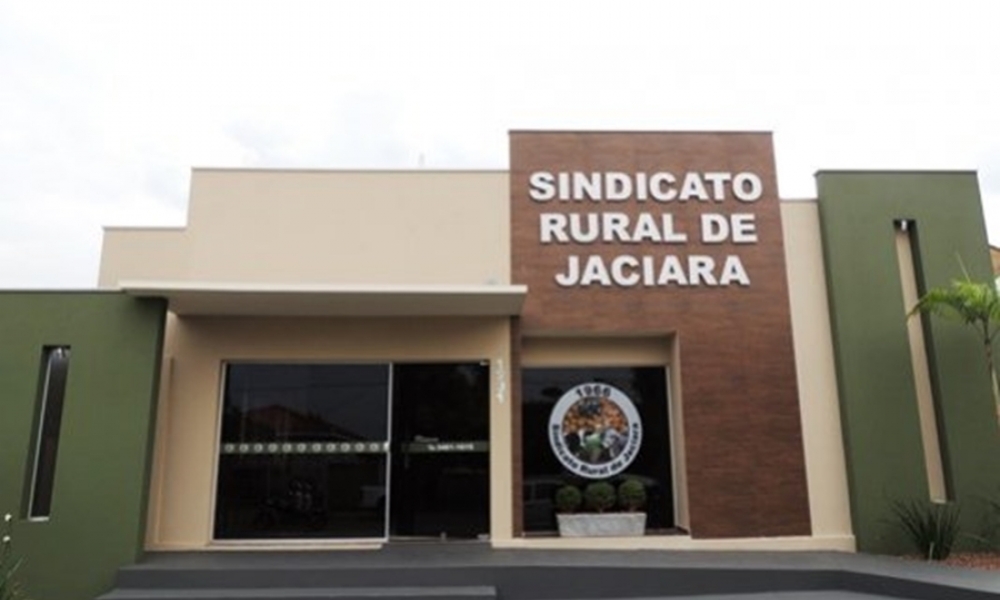 SINDICATO
RURAL DE
JACIARA
1966
Sindicato Rural de Jaciara